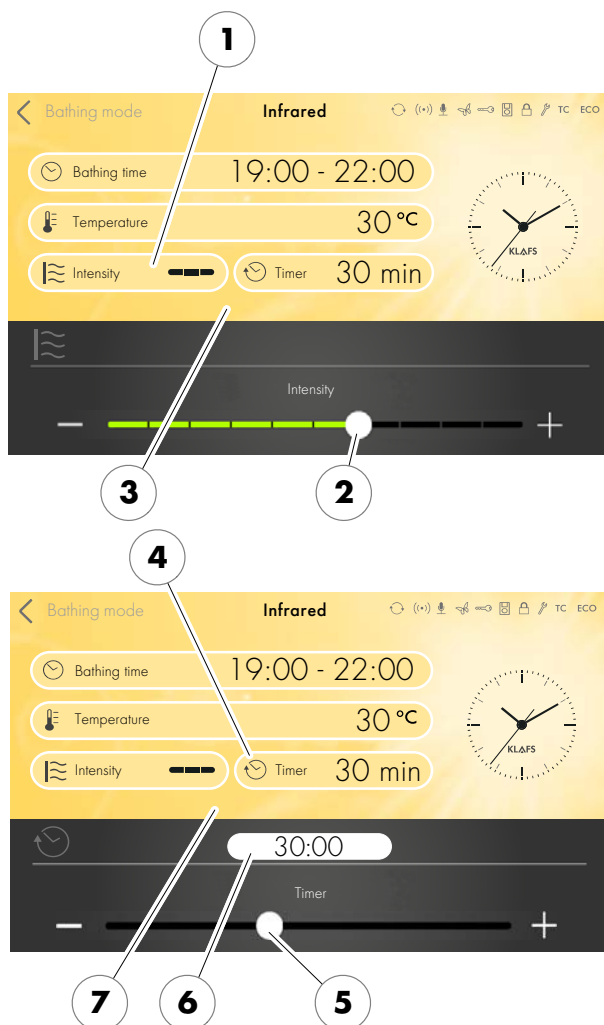 1
Bathing mode Infrared TC ECO
Bathing time 19:00 - 22:00
Temperature 30 °C
Intensity Timer 30 min
KLAFS
Intensity
− +
3 2
4
Bathing mode Infrared TC ECO
Bathing time 19:00 - 22:00
Temperature 30 °C
Intensity Timer 30 min
KLAFS
30:00
Timer
− +
7 6 5